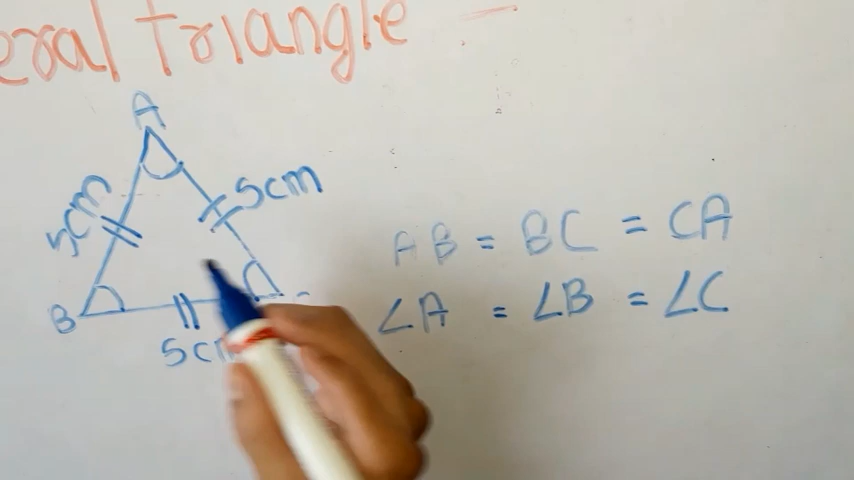 eral Triangle
A
5cm
5cm
AB = BC = CA
∠A = ∠B = ∠C
B
5cm